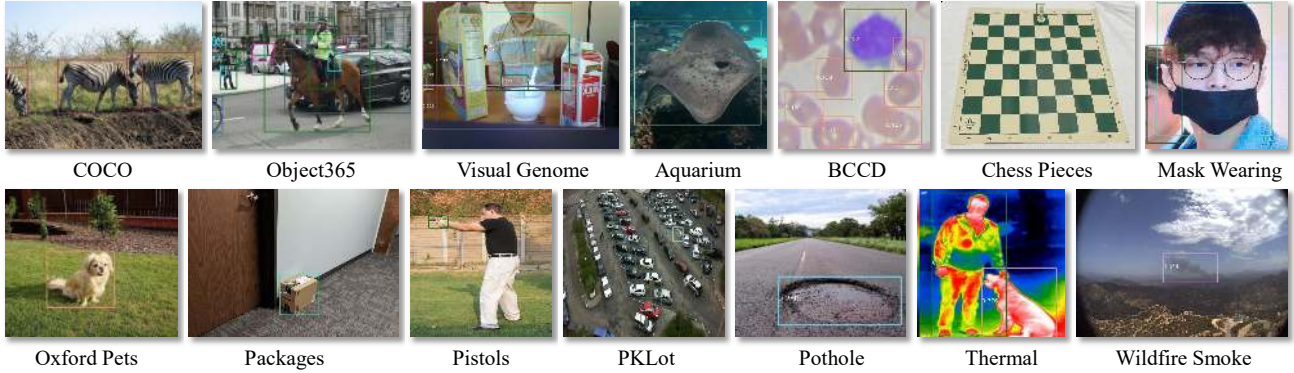 COCO Object365 Visual Genome Aquarium BCCD Chess Pieces Mask Wearing
Oxford Pets Packages Pistols PKLot Pothole Thermal Wildfire Smoke